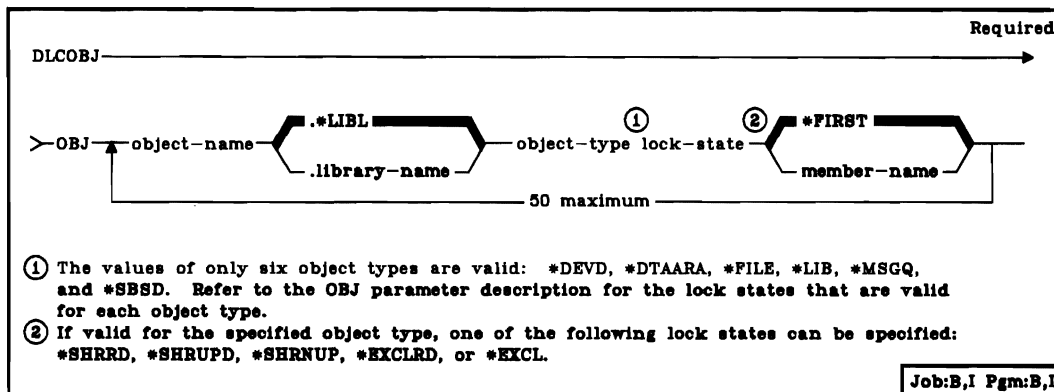 Required
DLCOBJ
.*LIBL ① ② *FIRST
OBJ object-name object-type lock-state
.library-name member-name
50 maximum
① The values of only six object types are valid: *DEVD, *DTAARA, *FILE, *LIB, *MSGQ,
and *SBSD. Refer to the OBJ parameter description for the lock states that are valid
for each object type.
② If valid for the specified object type, one of the following lock states can be specified:
*SHRRD, *SHRUPD, *SHRNUP, *EXCLRD, or *EXCL.
Job:B,I Pgm:B,I